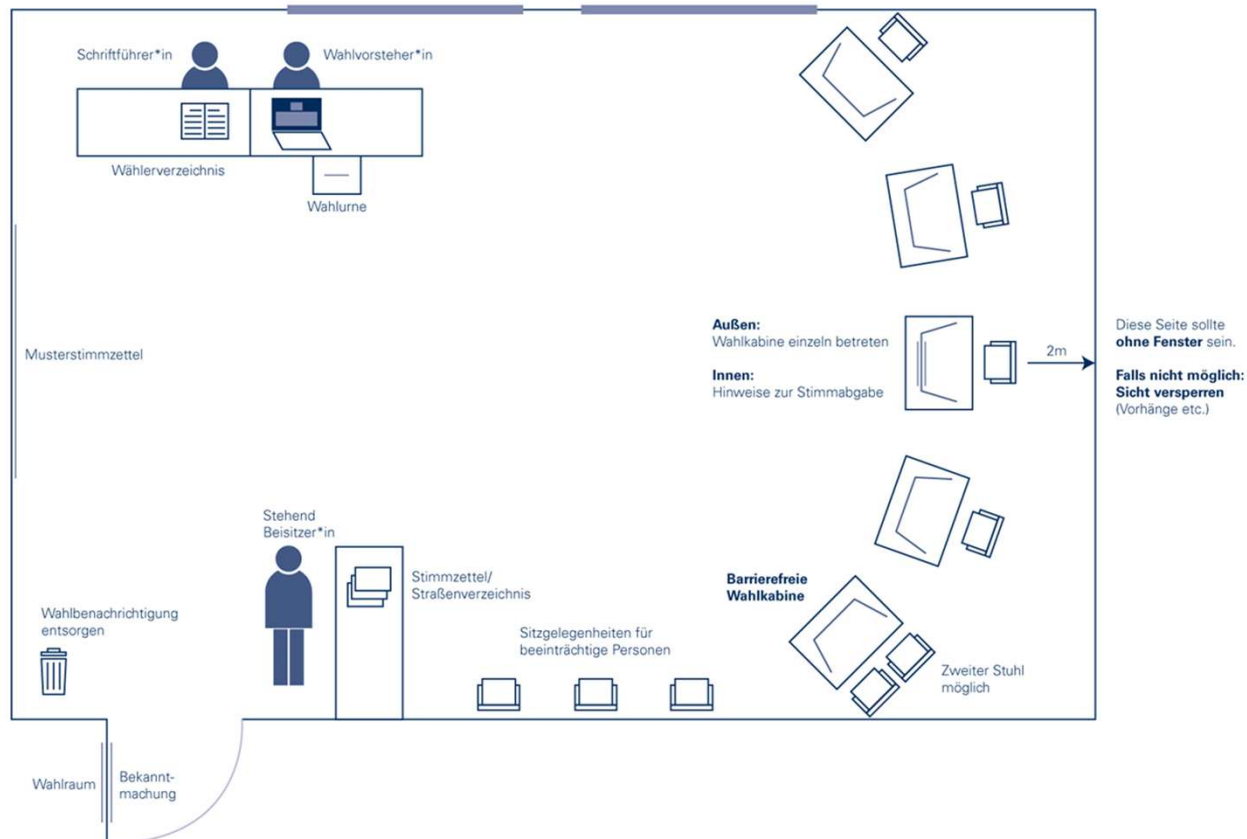 Schriftführer*in
Wahlvorsteher*in
Wählerverzeichnis
Wahlurne
Musterstimmzettel
Außen:
Wahlkabine einzeln betreten
Innen:
Hinweise zur Stimmabgabe
2m
Diese Seite sollte
ohne Fenster sein.
Falls nicht möglich:
Sicht versperren
(Vorhänge etc.)
Stehend
Beisitzer*in
Stimmzettel/
Straßenverzeichnis
Barrierefreie
Wahlkabine
Wahlbenachrichtigung
entsorgen
Sitzgelegenheiten für
beeinträchtige Personen
Zweiter Stuhl
möglich
Wahlraum
Bekannt-
machung